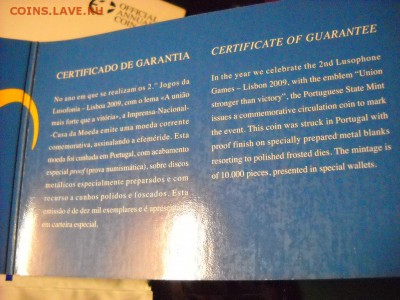 COINS.LAVE.RU
OFFICIAL
ANNUAL
COIN
CERTIFICADO DE GARANTIA
No ano em que se realizam os 2.os Jogos da
Lusofonia – Lisboa 2009, com o lema «A união
mais forte que a vitória», a Imprensa-Nacional-
-Casa da Moeda emite uma moeda corrente
comemorativa, assinalando a efeméride. Esta
moeda foi cunhada em Portugal, com acabamento
especial proof (prova numismática), sobre discos
metálicos especialmente preparados e com
recurso a cunhos polidos e foscados. Esta
emissão é de dez mil exemplares e é apresentada
em carteira especial.
CERTIFICATE OF GUARANTEE
In the year we celebrate the 2nd Lusophone
Games – Lisbon 2009, with the emblem "Union
stronger than victory", the Portuguese State Mint
issues a commemorative circulation coin to mark
the event. This coin was struck in Portugal with
proof finish on specially prepared metal blanks
resorting to polished frosted dies. The mintage is
of 10.000 pieces, presented in special wallets.